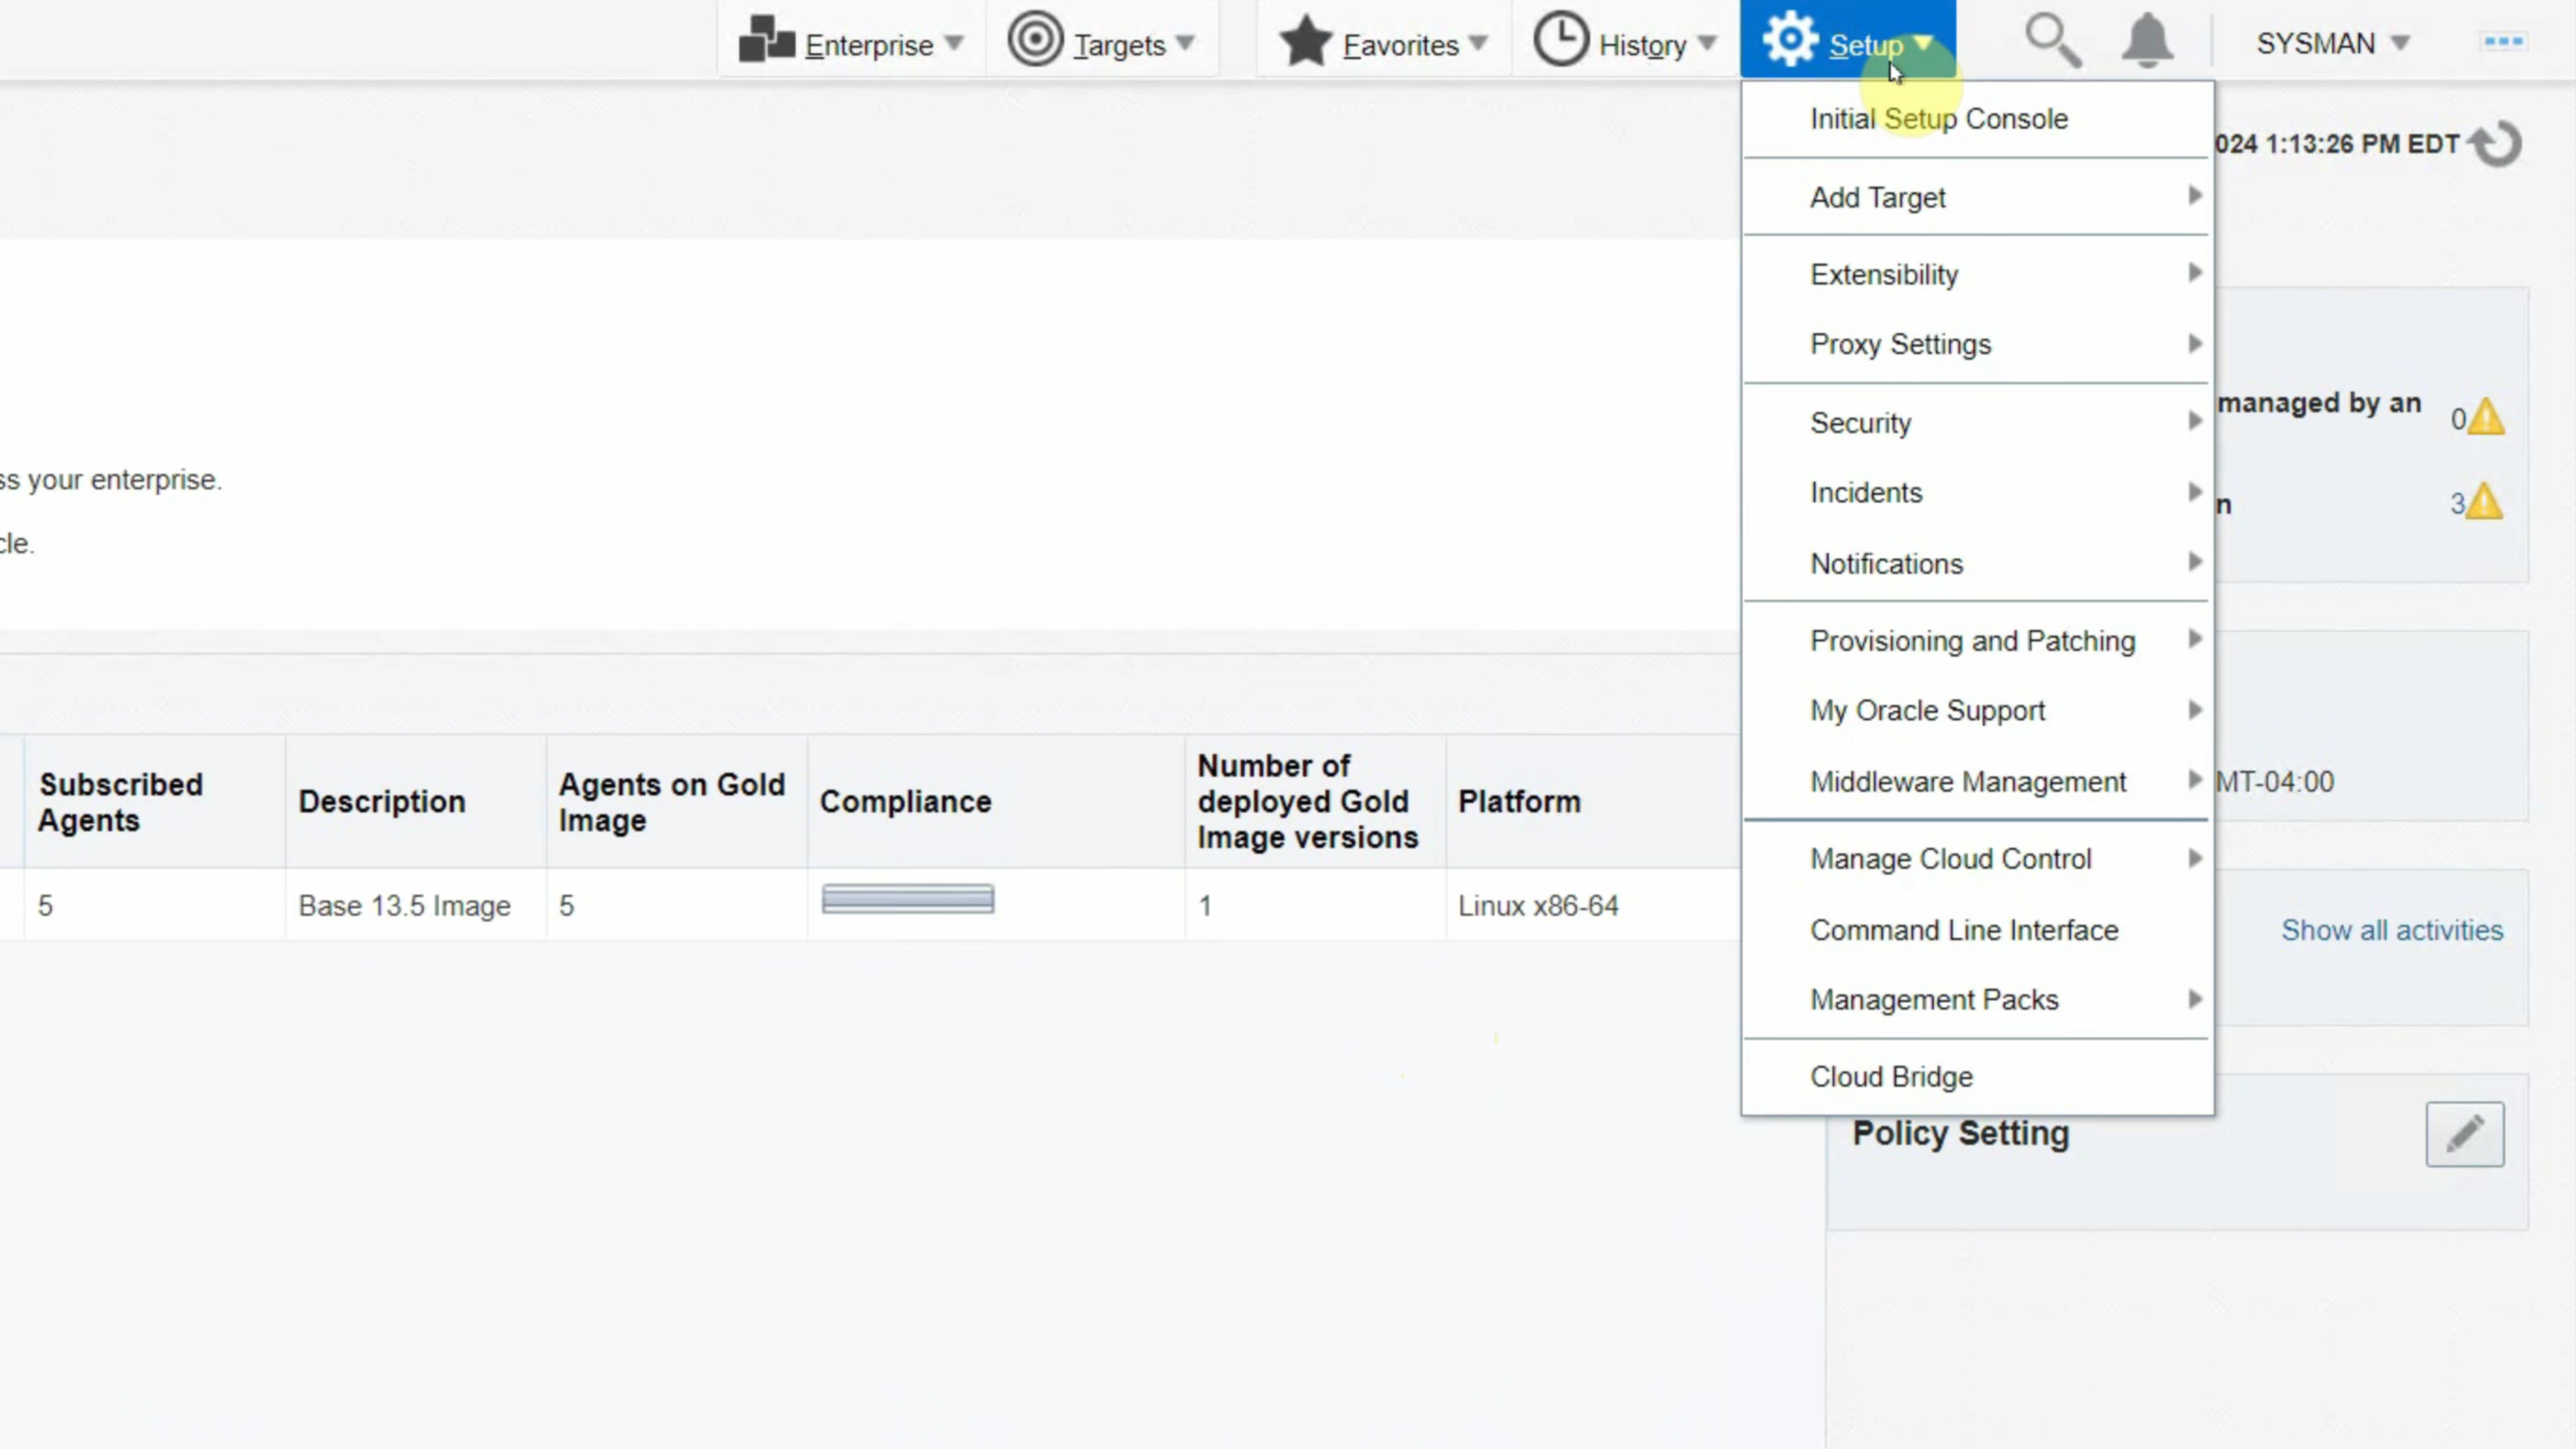 Enterprise
Targets
Favorites
History
Setup
SYSMAN
Initial Setup Console
Add Target
Extensibility
Proxy Settings
Security
Incidents
Notifications
Provisioning and Patching
My Oracle Support
Middleware Management
Manage Cloud Control
Command Line Interface
Management Packs
Cloud Bridge
024 1:13:26 PM EDT
managed by an
0
n
3
MT-04:00
Show all activities
Policy Setting
ss your enterprise.
cle.
Subscribed
Agents
Description
Agents on Gold
Image
Compliance
Number of
deployed Gold
Image versions
Platform
5
Base 13.5 Image
5
1
Linux x86-64